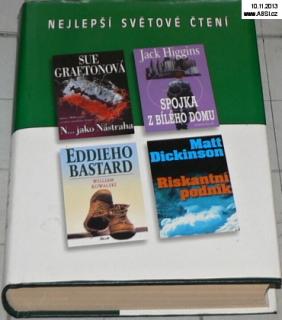 10.11.2013
www.ABSI.cz
NEJLEPŠÍ SVĚTOVÉ ČTENÍ
SUE
GRAFTONOVÁ
N... jako Nástraha
Jack Higgins
SPOJKA
Z BÍLÉHO DOMU
EDDIEHO
BASTARD
WILLIAM
KOWALSKI
Matt
Dickinson
Riskantní
podnik